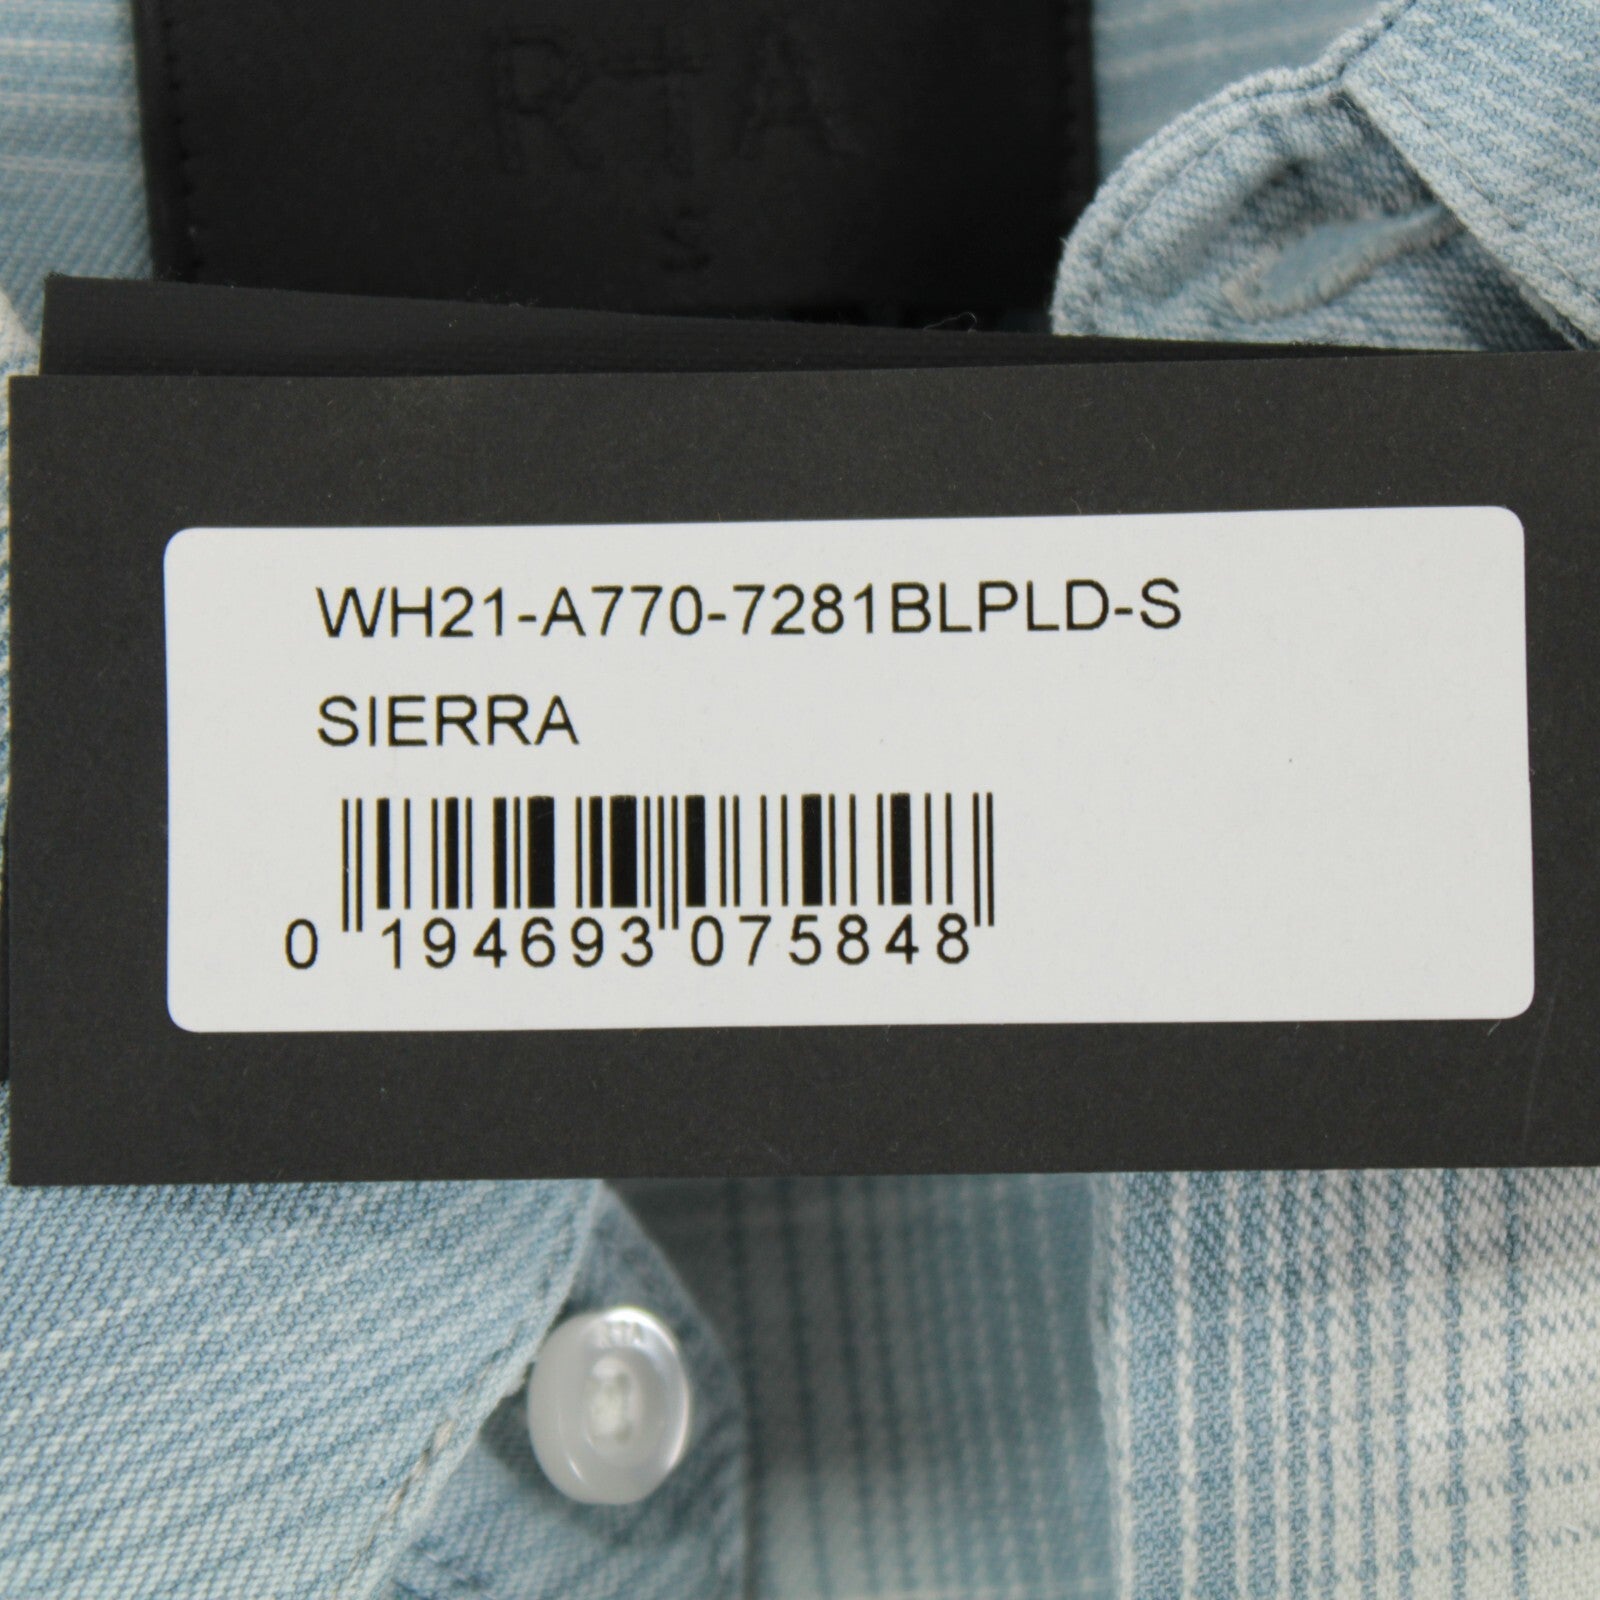 RTA
S
WH21-A770-7281BLPLD-S
SIERRA
0 194693 075848